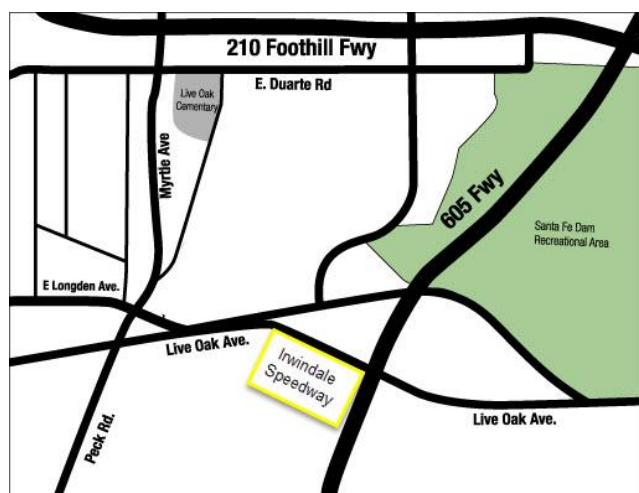 210 Foothill Fwy
E. Duarte Rd
Live Oak
Cementary
Myrtle Ave
605 Fwy
Santa Fe Dam
Recreational Area
E Longden Ave.
Live Oak Ave.
Irwindale
Speedway
Peck Rd.
Live Oak Ave.